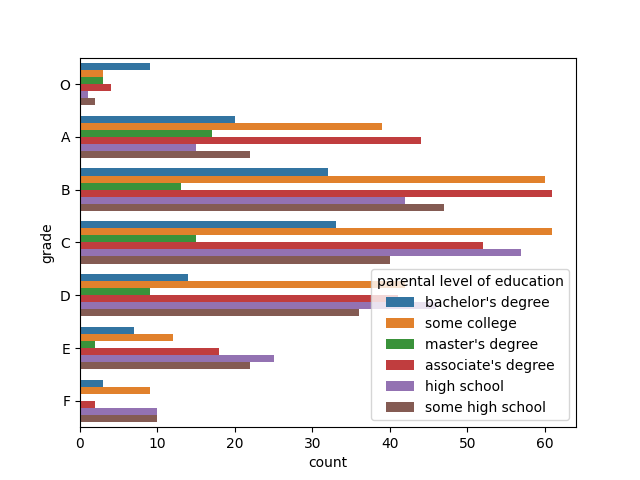 O
A
B
C
D
E
F
grade
0 10 20 30 40 50 60
count
parental level of education
bachelor's degree
some college
master's degree
associate's degree
high school
some high school